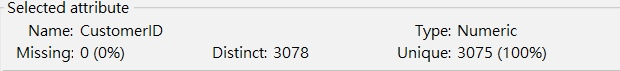 Selected attribute
Name: CustomerID Type: Numeric
Missing: 0 (0%) Distinct: 3078 Unique: 3075 (100%)